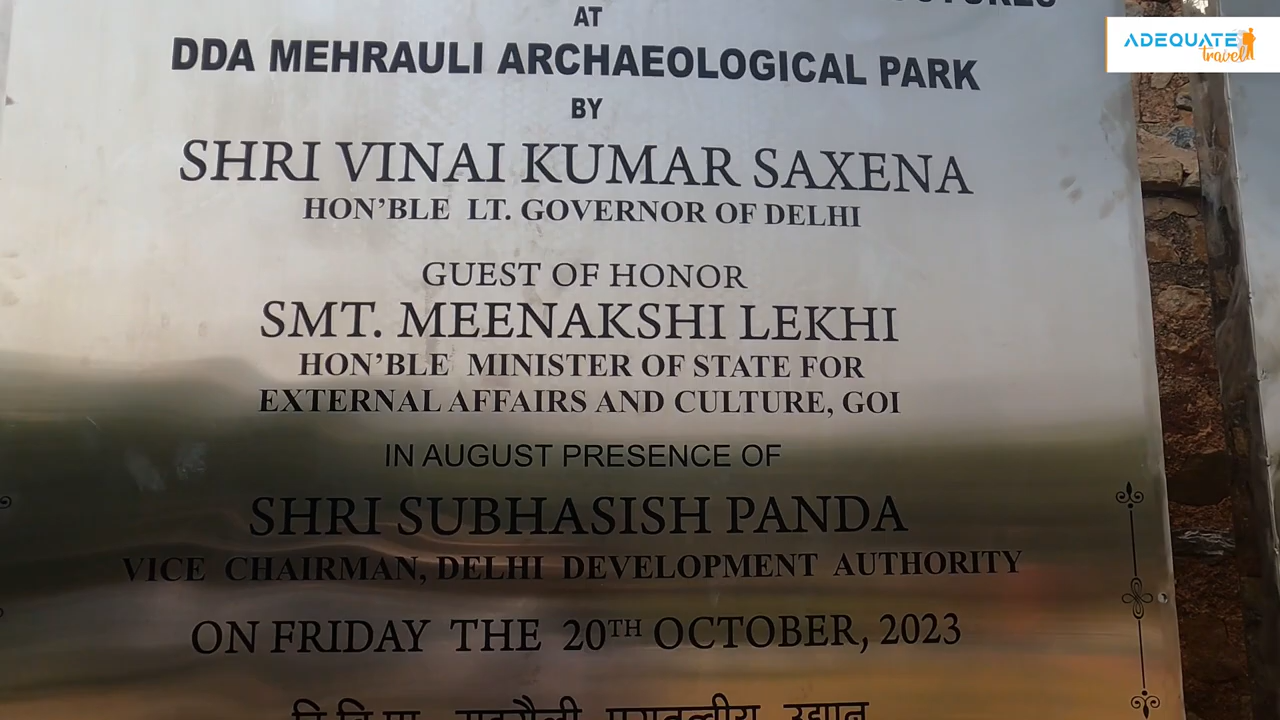 AT
DDA MEHRAULI ARCHAEOLOGICAL PARK
BY
SHRI VINAI KUMAR SAXENA
HON'BLE LT. GOVERNOR OF DELHI
GUEST OF HONOR
SMT. MEENAKSHI LEKHI
HON'BLE MINISTER OF STATE FOR
EXTERNAL AFFAIRS AND CULTURE, GOI
IN AUGUST PRESENCE OF
SHRI SUBHASISH PANDA
VICE CHAIRMAN, DELHI DEVELOPMENT AUTHORITY
ON FRIDAY THE 20TH OCTOBER, 2023
ADEQUATE
travel